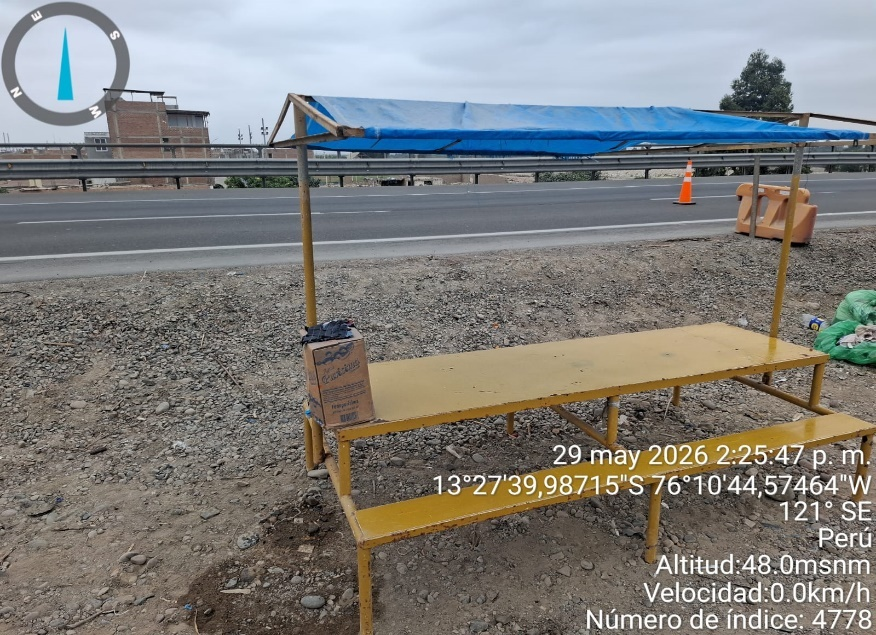 N
E
S
W
29 may 2026 2:25:47 p. m.
13°27'39,98715"S 76°10'44,57464"W
121° SE
Perú
Altitud:48.0msnm
Velocidad:0.0km/h
Número de índice: 4778